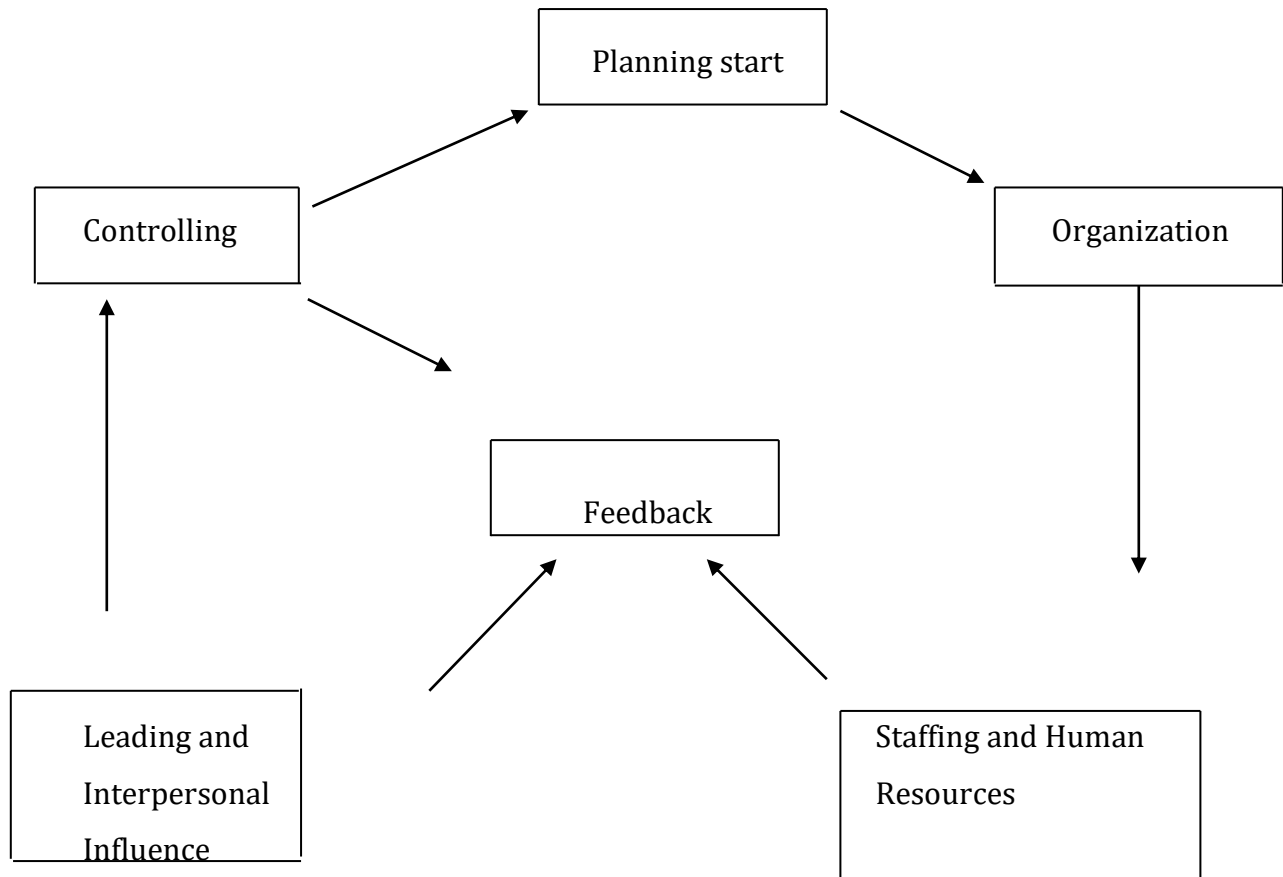 Planning start
Controlling
Organization
Feedback
Leading and
Interpersonal
Influence
Staffing and Human
Resources